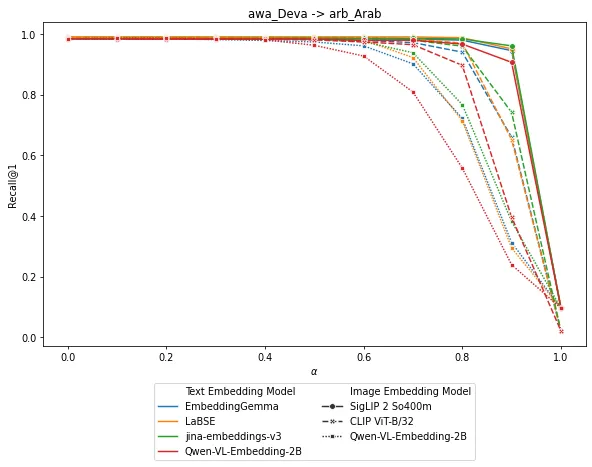 awa_Deva -> arb_Arab
Recall@1
1.0
0.8
0.6
0.4
0.2
0.0
0.0 0.2 0.4 0.6 0.8 1.0
α
Text Embedding Model
EmbeddingGemma
LaBSE
jina-embeddings-v3
Qwen-VL-Embedding-2B
Image Embedding Model
SigLIP 2 So400m
CLIP ViT-B/32
Qwen-VL-Embedding-2B